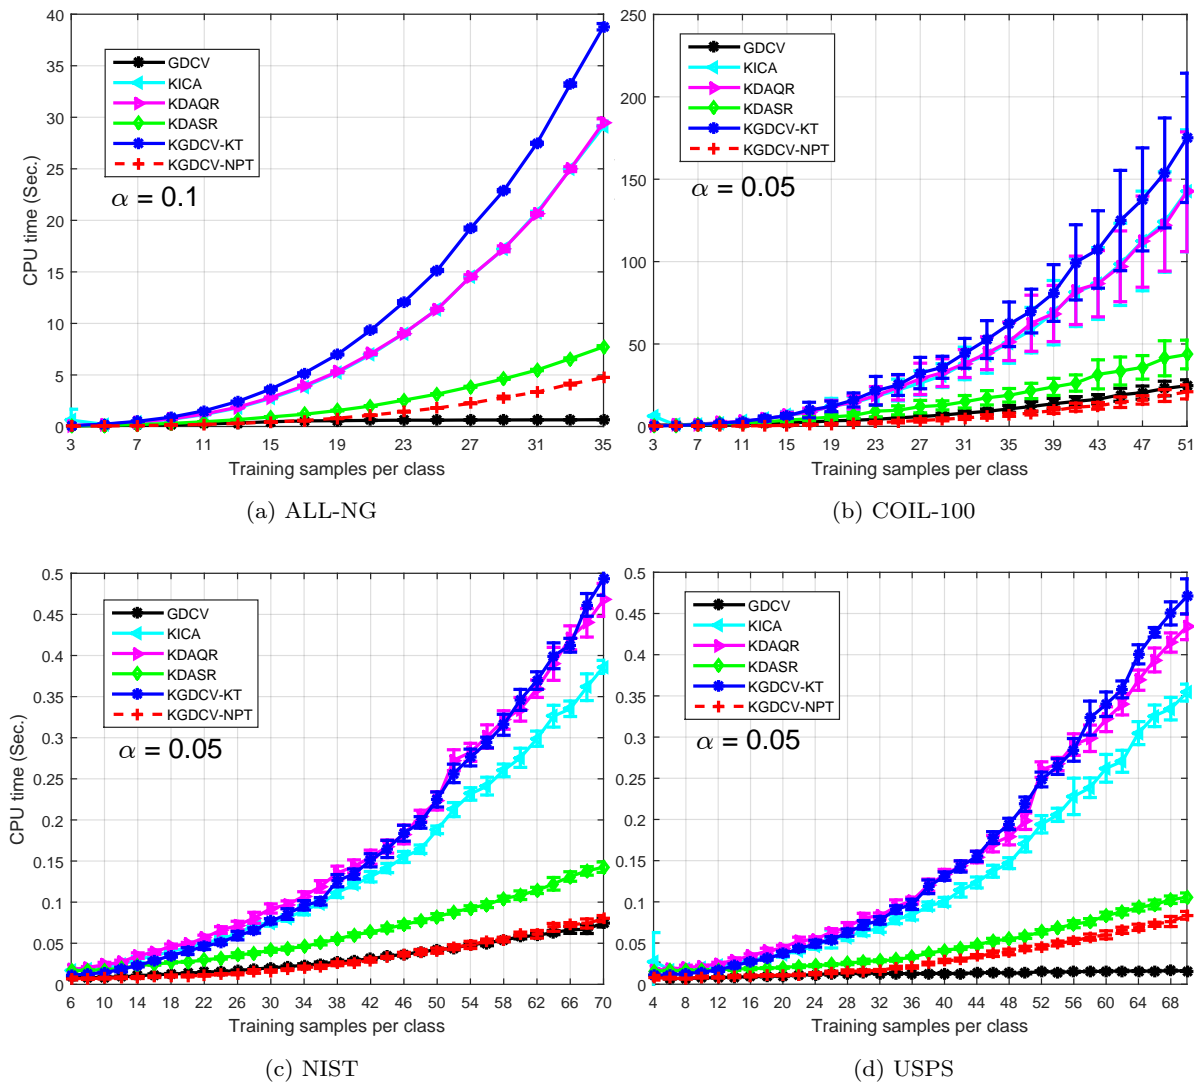 40
35
30
25
20
15
10
5
0
CPU time (Sec.)
GDCV
KICA
KDAQR
KDASR
KGDCV-KT
KGDCV-NPT
α = 0.1
3 7 11 15 19 23 27 31 35
Training samples per class
(a) ALL-NG
250
200
150
100
50
0
GDCV
KICA
KDAQR
KDASR
KGDCV-KT
KGDCV-NPT
α = 0.05
3 7 11 15 19 23 27 31 35 39 43 47 51
Training samples per class
(b) COIL-100
0.5
0.45
0.4
0.35
0.3
0.25
0.2
0.15
0.1
0.05
0
CPU time (Sec.)
GDCV
KICA
KDAQR
KDASR
KGDCV-KT
KGDCV-NPT
α = 0.05
6 10 14 18 22 26 30 34 38 42 46 50 54 58 62 66 70
Training samples per class
(c) NIST
0.5
0.45
0.4
0.35
0.3
0.25
0.2
0.15
0.1
0.05
0
GDCV
KICA
KDAQR
KDASR
KGDCV-KT
KGDCV-NPT
α = 0.05
4 8 12 16 20 24 28 32 36 40 44 48 52 56 60 64 68
Training samples per class
(d) USPS